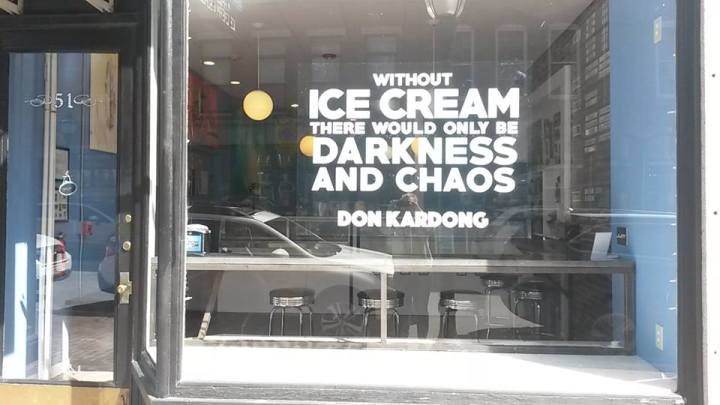 51
WITHOUT
ICE CREAM
THERE WOULD ONLY BE
DARKNESS
AND CHAOS
DON KARDONG